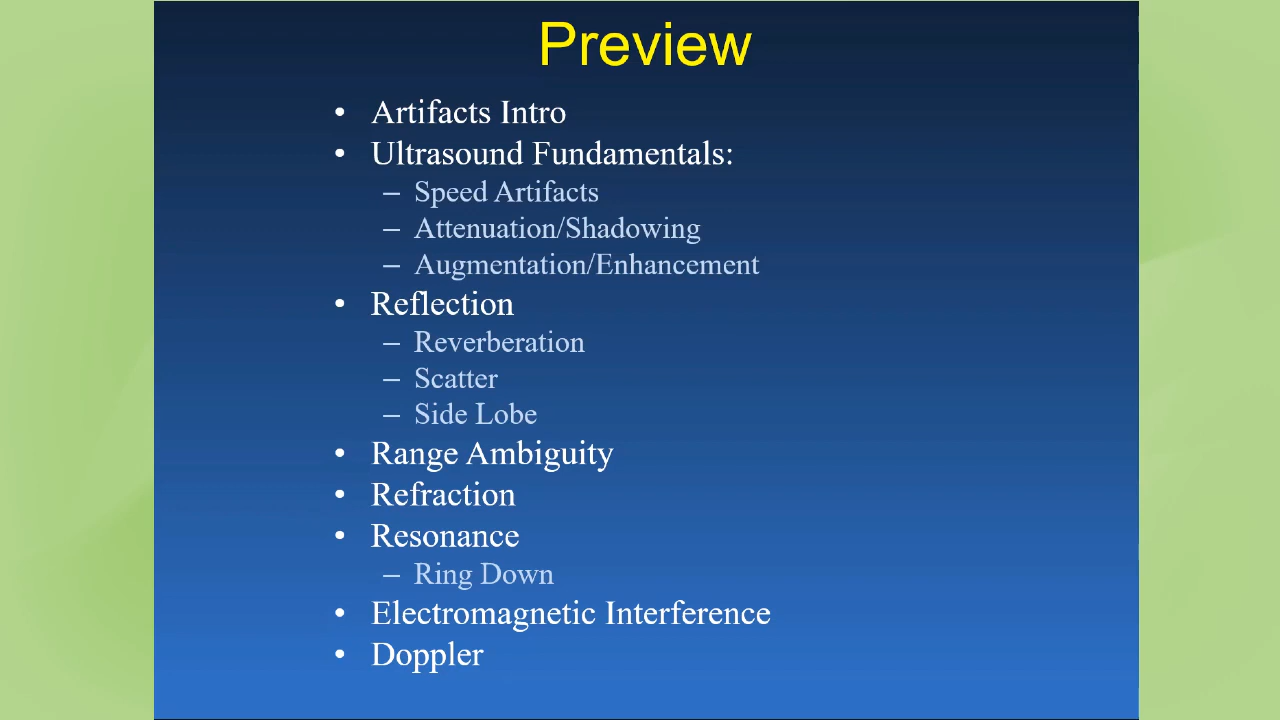 Preview
• Artifacts Intro
• Ultrasound Fundamentals:
– Speed Artifacts
– Attenuation/Shadowing
– Augmentation/Enhancement
• Reflection
– Reverberation
– Scatter
– Side Lobe
• Range Ambiguity
• Refraction
• Resonance
– Ring Down
• Electromagnetic Interference
• Doppler